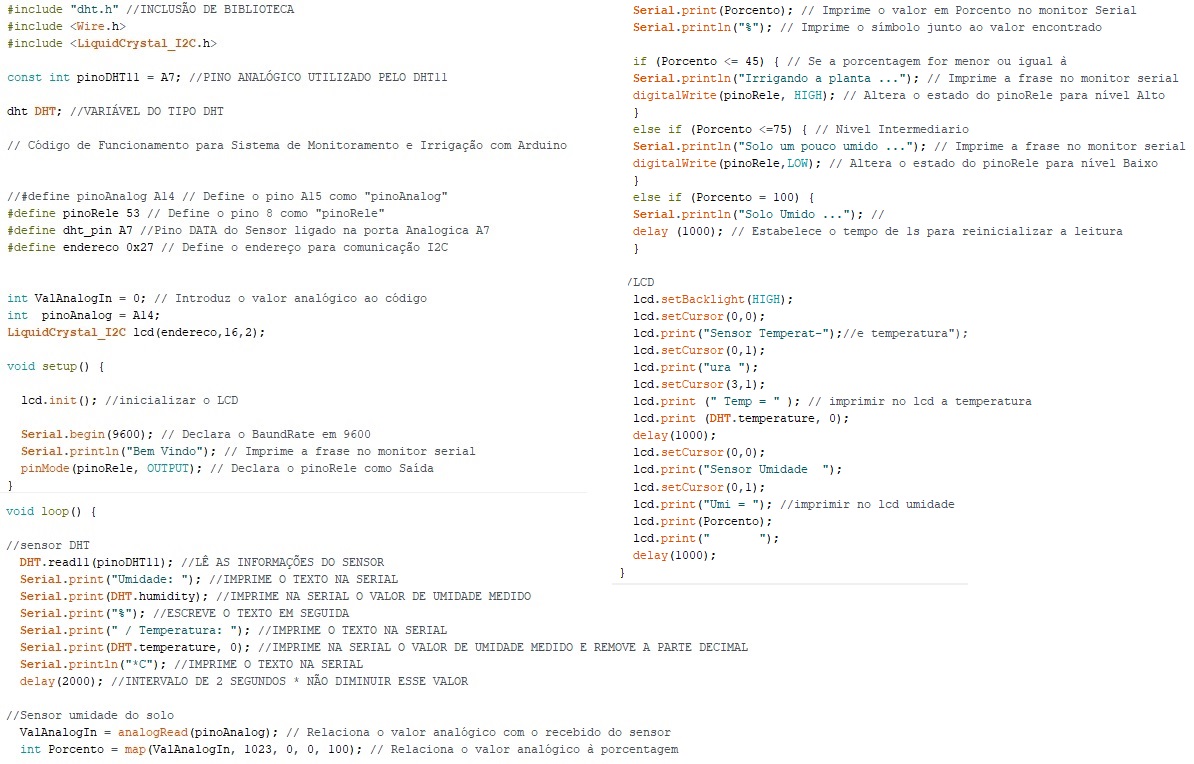 #include "dht.h" //INCLUSÃO DE BIBLIOTECA
#include <Wire.h>
#include <LiquidCrystal_I2C.h>
const int pinoDHT11 = A7; //PINO ANALÓGICO UTILIZADO PELO DHT11
dht DHT; //VARIÁVEL DO TIPO DHT
// Código de Funcionamento para Sistema de Monitoramento e Irrigação com Arduino
//#define pinoAnalog A14 // Define o pino A15 como "pinoAnalog"
#define pinoRele 53 // Define o pino 8 como "pinoRele"
#define dht_pin A7 //Pino DATA do Sensor ligado na porta Analogica A7
#define endereco 0x27 // Define o endereço para comunicação I2C
int ValAnalogIn = 0; // Introduz o valor analógico ao código
int  pinoAnalog = A14;
LiquidCrystal_I2C lcd(endereco,16,2);
void setup() {
  lcd.init(); //inicializar o LCD
  Serial.begin(9600); // Declara o BaundRate em 9600
  Serial.println("Bem Vindo"); // Imprime a frase no monitor serial
  pinMode(pinoRele, OUTPUT); // Declara o pinoRele como Saída
}
void loop() {
//sensor DHT
  DHT.read11(pinoDHT11); //LÊ AS INFORMAÇÕES DO SENSOR
  Serial.print("Umidade: "); //IMPRIME O TEXTO NA SERIAL
  Serial.print(DHT.humidity); //IMPRIME NA SERIAL O VALOR DE UMIDADE MEDIDO
  Serial.print("%"); //ESCREVE O TEXTO EM SEGUIDA
  Serial.print(" / Temperatura: "); //IMPRIME O TEXTO NA SERIAL
  Serial.print(DHT.temperature, 0); //IMPRIME NA SERIAL O VALOR DE UMIDADE MEDIDO E REMOVE A PARTE DECIMAL
  Serial.println("*C"); //IMPRIME O TEXTO NA SERIAL
  delay(2000); //INTERVALO DE 2 SEGUNDOS * NÃO DIMINUIR ESSE VALOR
//Sensor umidade do solo
  ValAnalogIn = analogRead(pinoAnalog); // Relaciona o valor analógico com o recebido do sensor
  int Porcento = map(ValAnalogIn, 1023, 0, 0, 100); // Relaciona o valor analógico à porcentagem
  Serial.print(Porcento); // Imprime o valor em Porcento no monitor Serial
  Serial.println("%"); // Imprime o símbolo junto ao valor encontrado
  if (Porcento <= 45) { // Se a porcentagem for menor ou igual à
  Serial.println("Irrigando a planta ..."); // Imprime a frase no monitor serial
  digitalWrite(pinoRele, HIGH); // Altera o estado do pinoRele para nível Alto
  }
  else if (Porcento <=75) { // Nivel Intermediario
  Serial.println("Solo um pouco umido ..."); // Imprime a frase no monitor serial
  digitalWrite(pinoRele,LOW); // Altera o estado do pinoRele para nível Baixo
  }
  else if (Porcento = 100) {
  Serial.println("Solo Umido ..."); //
  delay (1000); // Estabelece o tempo de 1s para reinicializar a leitura
  }
 /LCD
  lcd.setBacklight(HIGH);
  lcd.setCursor(0,0);
  lcd.print("Sensor Temperat-");//e temperatura");
  lcd.setCursor(0,1);
  lcd.print("ura ");
  lcd.setCursor(3,1);
  lcd.print (" Temp = " ); // imprimir no lcd a temperatura
  lcd.print (DHT.temperature, 0);
  delay(1000);
  lcd.setCursor(0,0);
  lcd.print("Sensor Umidade  ");
  lcd.setCursor(0,1);
  lcd.print("Umi = "); //imprimir no lcd umidade
  lcd.print(Porcento);
  lcd.print("       ");
  delay(1000);
}